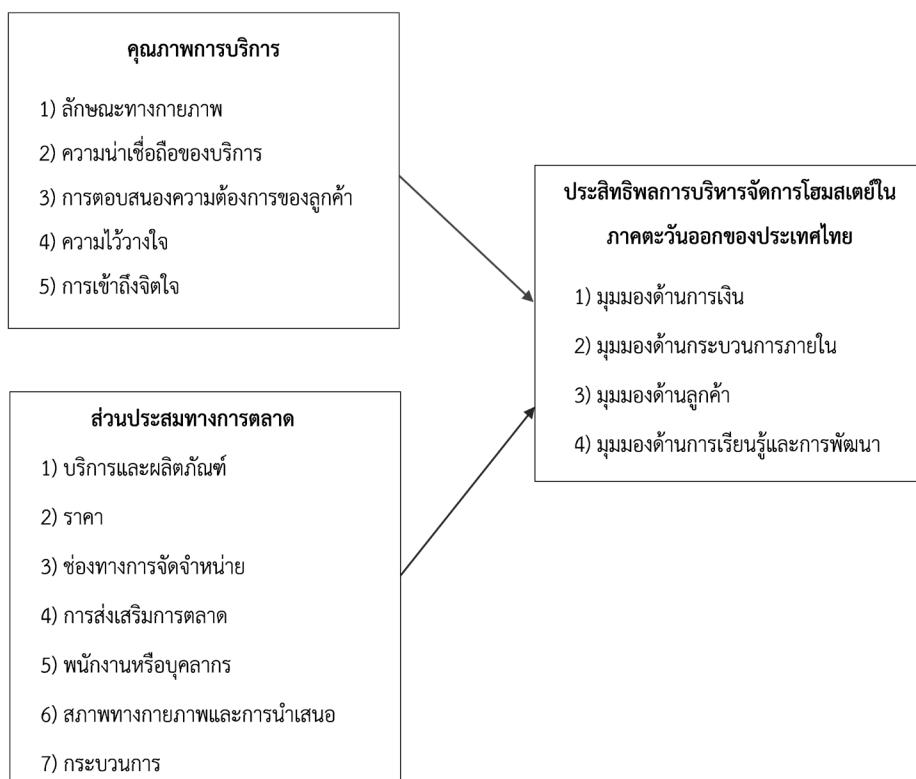 คุณภาพการบริการ
1) ลักษณะทางกายภาพ
2) ความน่าเชื่อถือของบริการ
3) การตอบสนองความต้องการของลูกค้า
4) ความไว้วางใจ
5) การเข้าถึงจิตใจ
ส่วนประสมทางการตลาด
1) บริการและผลิตภัณฑ์
2) ราคา
3) ช่องทางการจัดจำหน่าย
4) การส่งเสริมการตลาด
5) พนักงานหรือบุคลากร
6) สภาพทางกายภาพและการนำเสนอ
7) กระบวนการ
ประสิทธิพลการบริหารจัดการโฮมสเตย์ใน
ภาคตะวันออกของประเทศไทย
1) มุมมองด้านการเงิน
2) มุมมองด้านกระบวนการภายใน
3) มุมมองด้านลูกค้า
4) มุมมองด้านการเรียนรู้และการพัฒนา